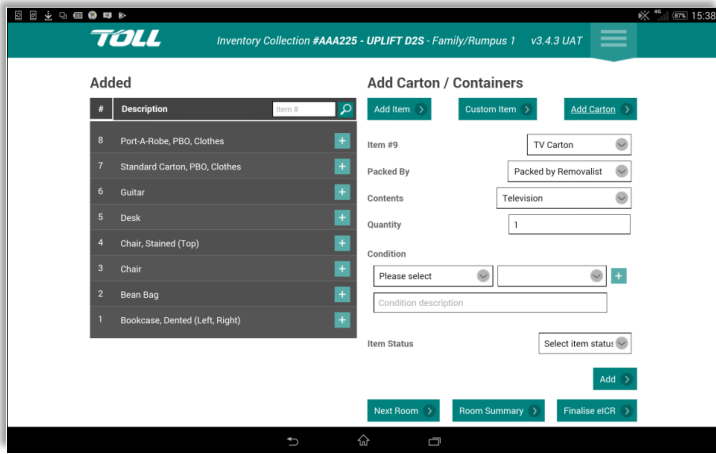 4G 87% 15:38
TOLL
Inventory Collection #AAA225 - UPLIFT D2S - Family/Rumpus 1 v3.4.3 UAT
Added
# Description Item #
8 Port-A-Robe, PBO, Clothes
7 Standard Carton, PBO, Clothes
6 Guitar
5 Desk
4 Chair, Stained (Top)
3 Chair
2 Bean Bag
1 Bookcase, Dented (Left, Right)
Add Carton / Containers
Add Item
Custom Item
Add Carton
Item #9 TV Carton
Packed By Packed by Removalist
Contents Television
Quantity 1
Condition
Please select
Condition description
Item Status Select item status
Add
Next Room
Room Summary
Finalise eICR